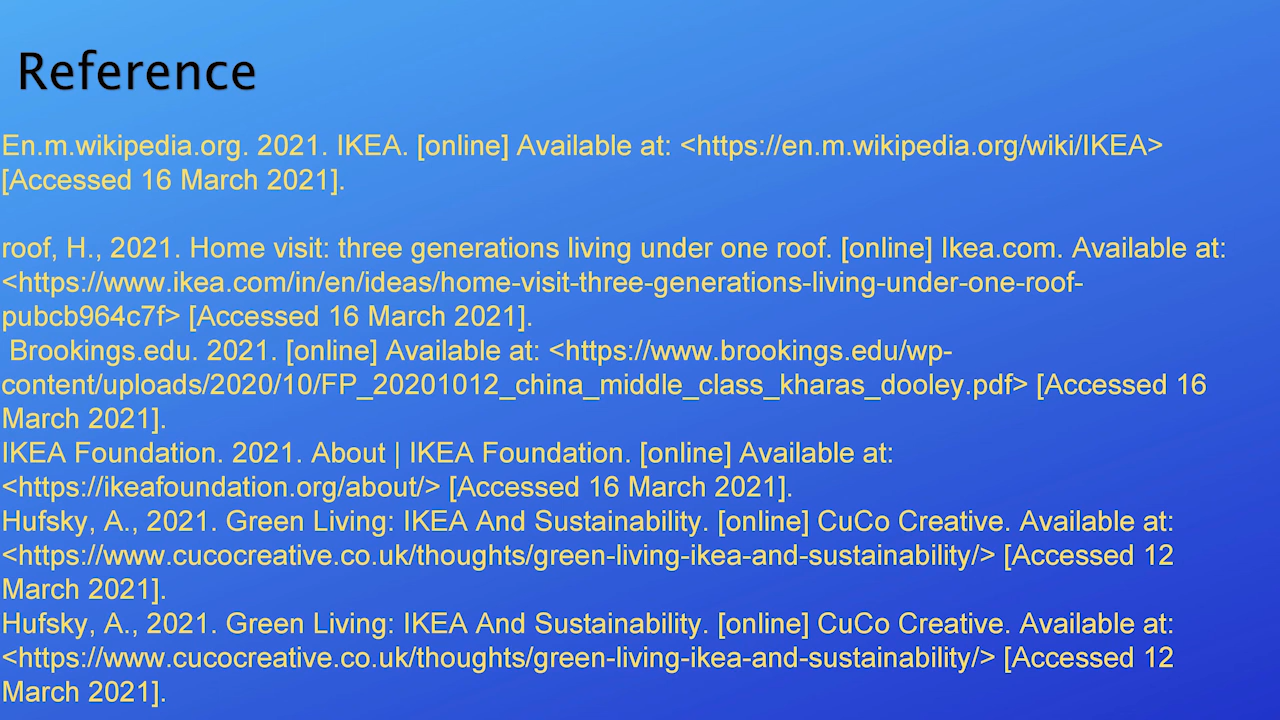 Reference
En.m.wikipedia.org. 2021. IKEA. [online] Available at: <https://en.m.wikipedia.org/wiki/IKEA>
[Accessed 16 March 2021].
roof, H., 2021. Home visit: three generations living under one roof. [online] Ikea.com. Available at:
<https://www.ikea.com/in/en/ideas/home-visit-three-generations-living-under-one-roof-
pubcb964c7f> [Accessed 16 March 2021].
Brookings.edu. 2021. [online] Available at: <https://www.brookings.edu/wp-
content/uploads/2020/10/FP_20201012_china_middle_class_kharas_dooley.pdf> [Accessed 16
March 2021].
IKEA Foundation. 2021. About | IKEA Foundation. [online] Available at:
<https://ikeafoundation.org/about/> [Accessed 16 March 2021].
Hufsky, A., 2021. Green Living: IKEA And Sustainability. [online] CuCo Creative. Available at:
<https://www.cucocreative.co.uk/thoughts/green-living-ikea-and-sustainability/> [Accessed 12
March 2021].
Hufsky, A., 2021. Green Living: IKEA And Sustainability. [online] CuCo Creative. Available at:
<https://www.cucocreative.co.uk/thoughts/green-living-ikea-and-sustainability/> [Accessed 12
March 2021].